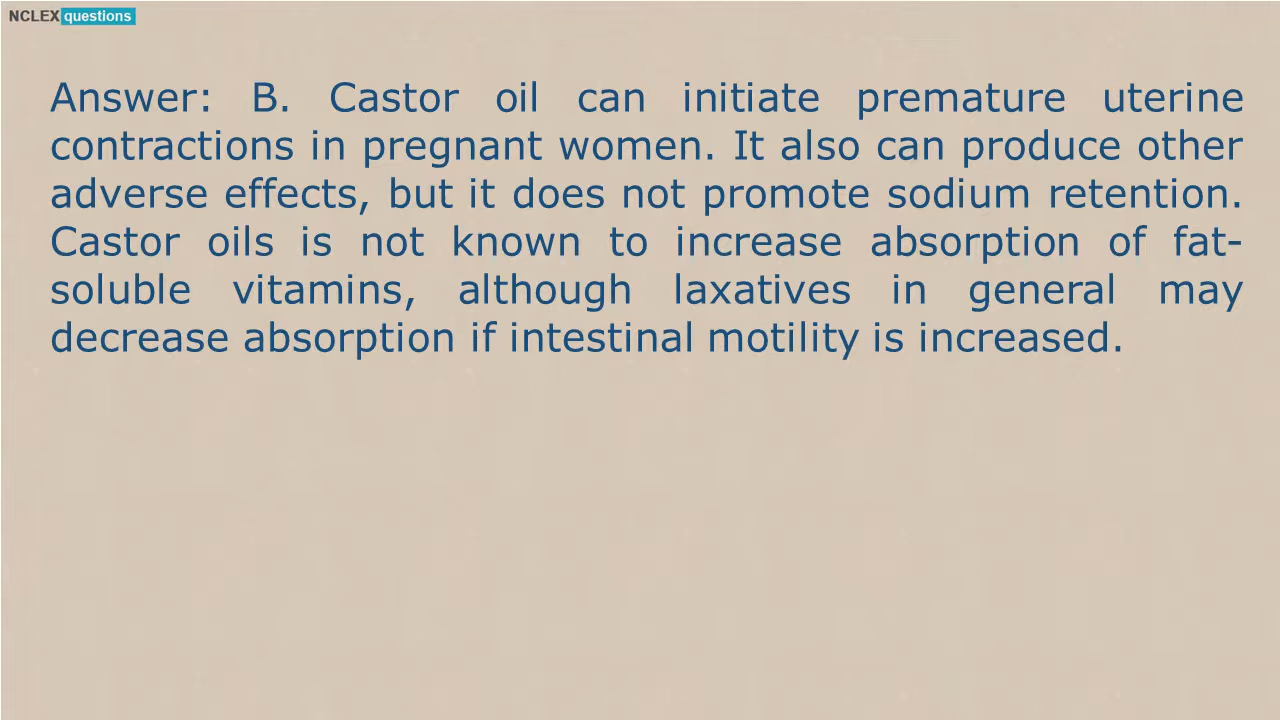 NCLEX questions
Answer: B. Castor oil can initiate premature uterine
contractions in pregnant women. It also can produce other
adverse effects, but it does not promote sodium retention.
Castor oils is not known to increase absorption of fat-
soluble vitamins, although laxatives in general may
decrease absorption if intestinal motility is increased.